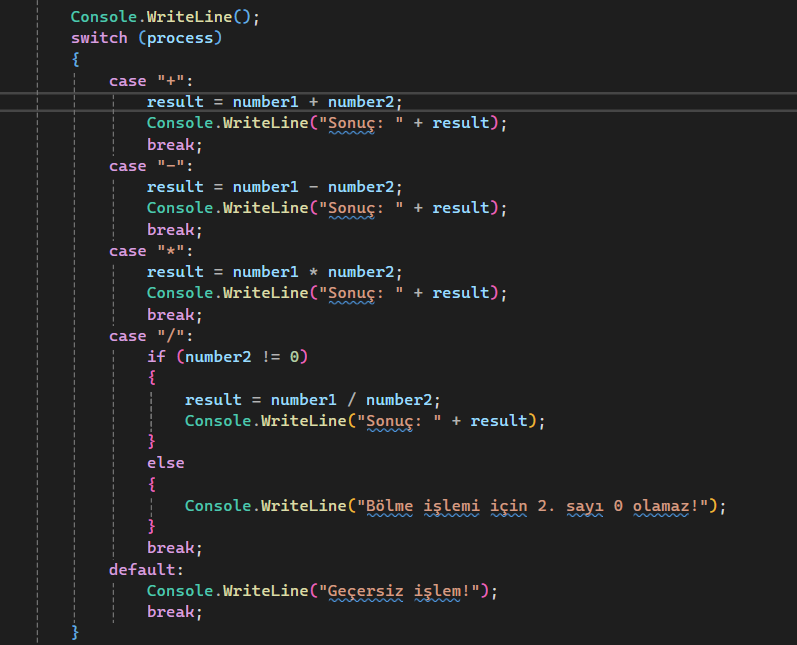 Console.WriteLine();
switch (process)
{
case "+":
result = number1 + number2;
Console.WriteLine("Sonuç: " + result);
break;
case "-":
result = number1 - number2;
Console.WriteLine("Sonuç: " + result);
break;
case "*":
result = number1 * number2;
Console.WriteLine("Sonuç: " + result);
break;
case "/":
if (number2 != 0)
{
result = number1 / number2;
Console.WriteLine("Sonuç: " + result);
}
else
{
Console.WriteLine("Bölme işlemi için 2. sayı 0 olamaz!");
}
break;
default:
Console.WriteLine("Geçersiz işlem!");
break;
}